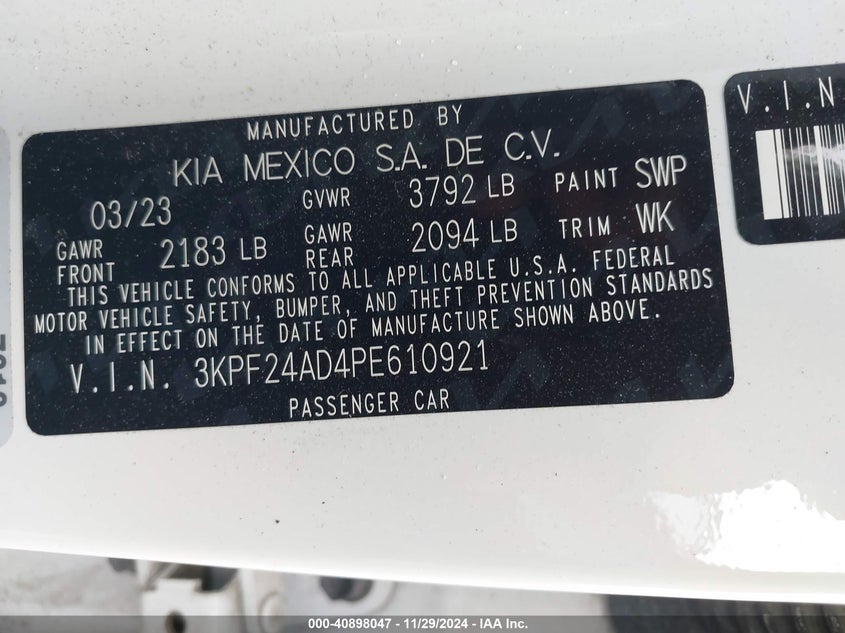 MANUFACTURED BY
KIA MEXICO S.A. DE C.V.
03/23 GVWR 3792 LB PAINT SWP
GAWR FRONT 2183 LB GAWR REAR 2094 LB TRIM WK
THIS VEHICLE CONFORMS TO ALL APPLICABLE U.S.A. FEDERAL
MOTOR VEHICLE SAFETY, BUMPER, AND THEFT PREVENTION STANDARDS
IN EFFECT ON THE DATE OF MANUFACTURE SHOWN ABOVE.
V.I.N. 3KPF24AD4PE610921
PASSENGER CAR
V.I.N
000-40898047 - 11/29/2024 - IAA Inc.